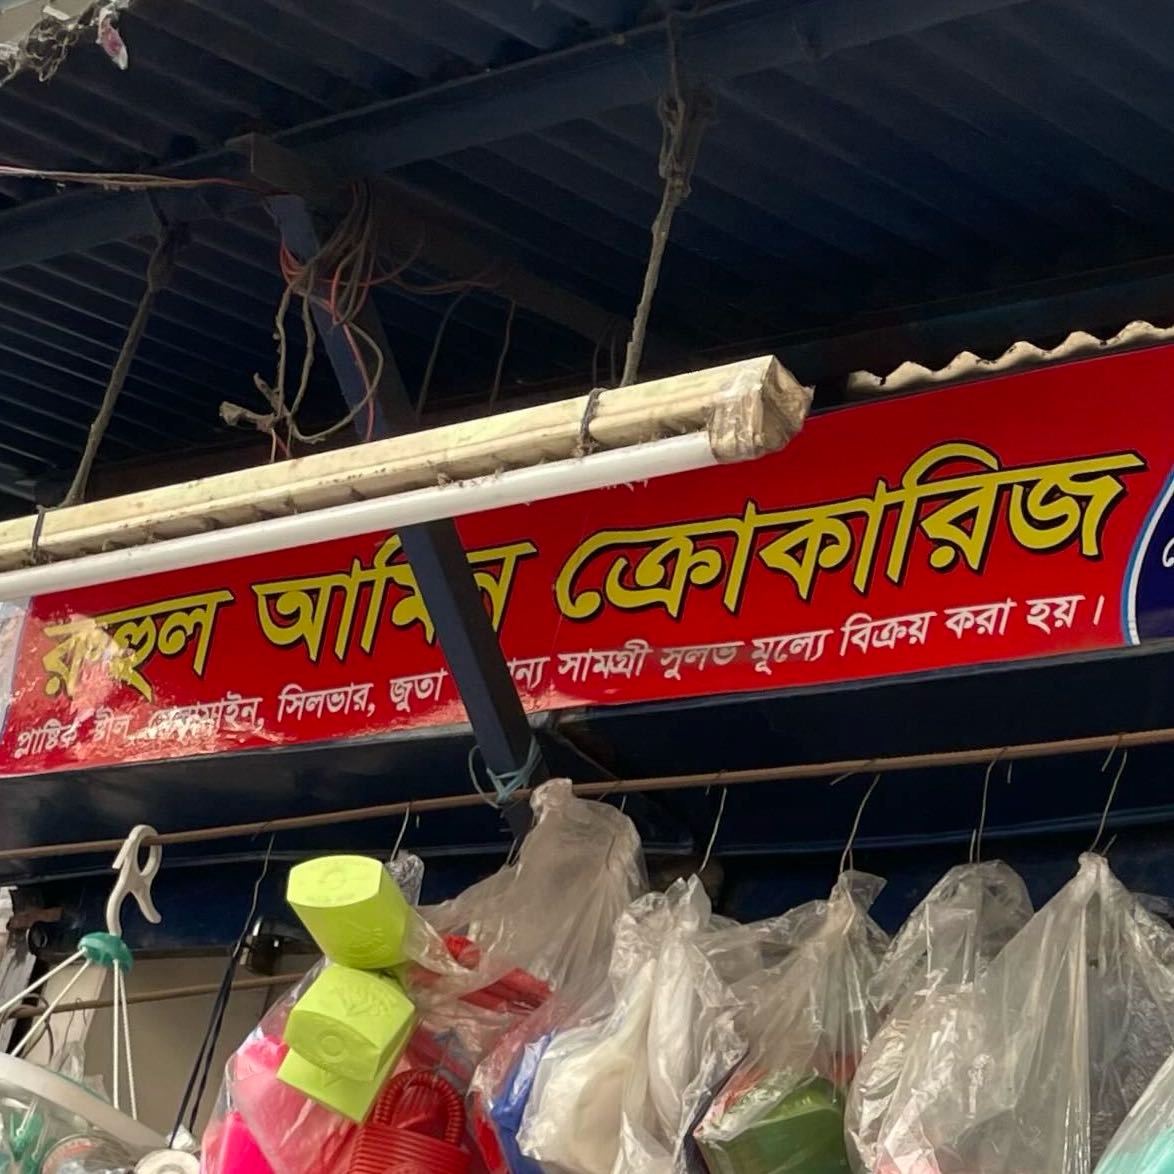 রুহুল আমিন ক্রোকারিজ
প্লাষ্টিক, ষ্টীল, মেলামাইন, সিলভার, জুতা সামগ্রী সুলভ মূল্যে বিক্রয় করা হয়।